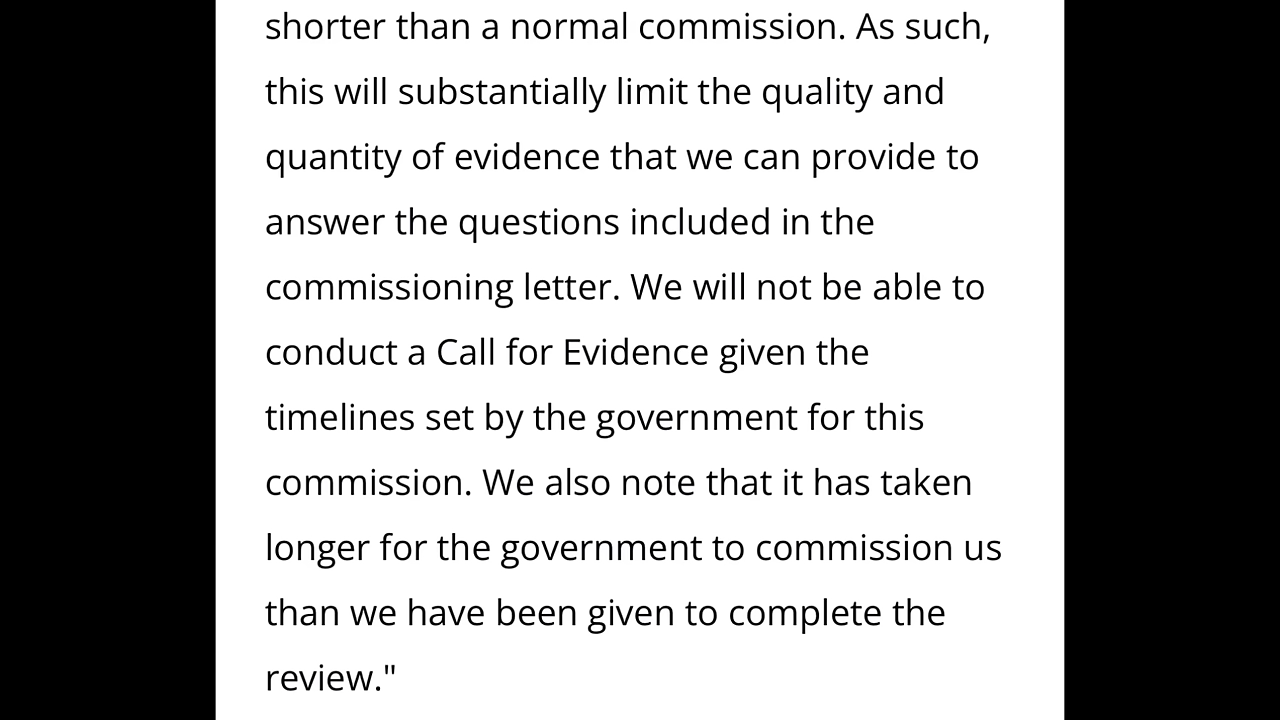 shorter than a normal commission. As such,
this will substantially limit the quality and
quantity of evidence that we can provide to
answer the questions included in the
commissioning letter. We will not be able to
conduct a Call for Evidence given the
timelines set by the government for this
commission. We also note that it has taken
longer for the government to commission us
than we have been given to complete the
review."